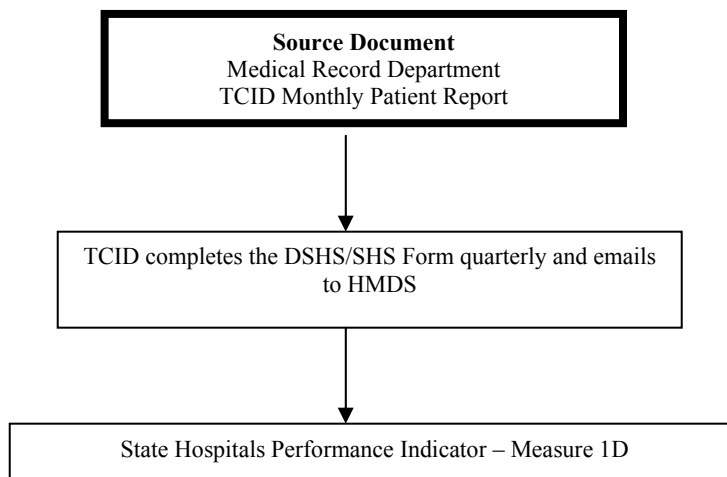 Source Document
Medical Record Department
TCID Monthly Patient Report
TCID completes the DSHS/SHS Form quarterly and emails
to HMDS
State Hospitals Performance Indicator – Measure 1D